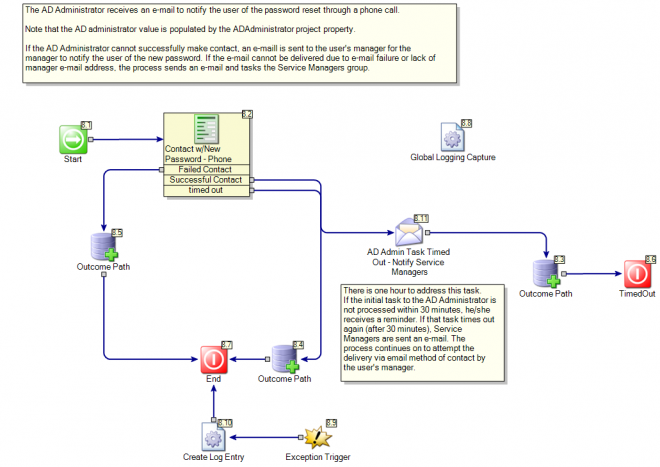 The AD Administrator receives an e-mail to notify the user of the password reset through a phone call.
Note that the AD administrator value is populated by the ADAdministrator project property.
If the AD Administrator cannot successfully make contact, an e-maill is sent to the user's manager for the
manager to notify the user of the new password. If the e-mail cannot be delivered due to e-mail failure or lack of
manager e-mail address, the process sends an e-mail and tasks the Service Managers group.
8.1
Start
8.2
Contact w/New
Password - Phone
Failed Contact
Successful Contact
timed out
8.8
Global Logging Capture
8.5
Outcome Path
8.11
AD Admin Task Timed
Out - Notify Service
Managers
8.3
Outcome Path
8.6
TimedOut
There is one hour to address this task.
If the initial task to the AD Administrator is
not processed within 30 minutes, he/she
receives a reminder. If that task times out
again (after 30 minutes), Service
Managers are sent an e-mail. The
process continues on to attempt the
delivery via email method of contact by
the user's manager.
8.7
End
8.4
Outcome Path
8.10
Create Log Entry
8.9
Exception Trigger